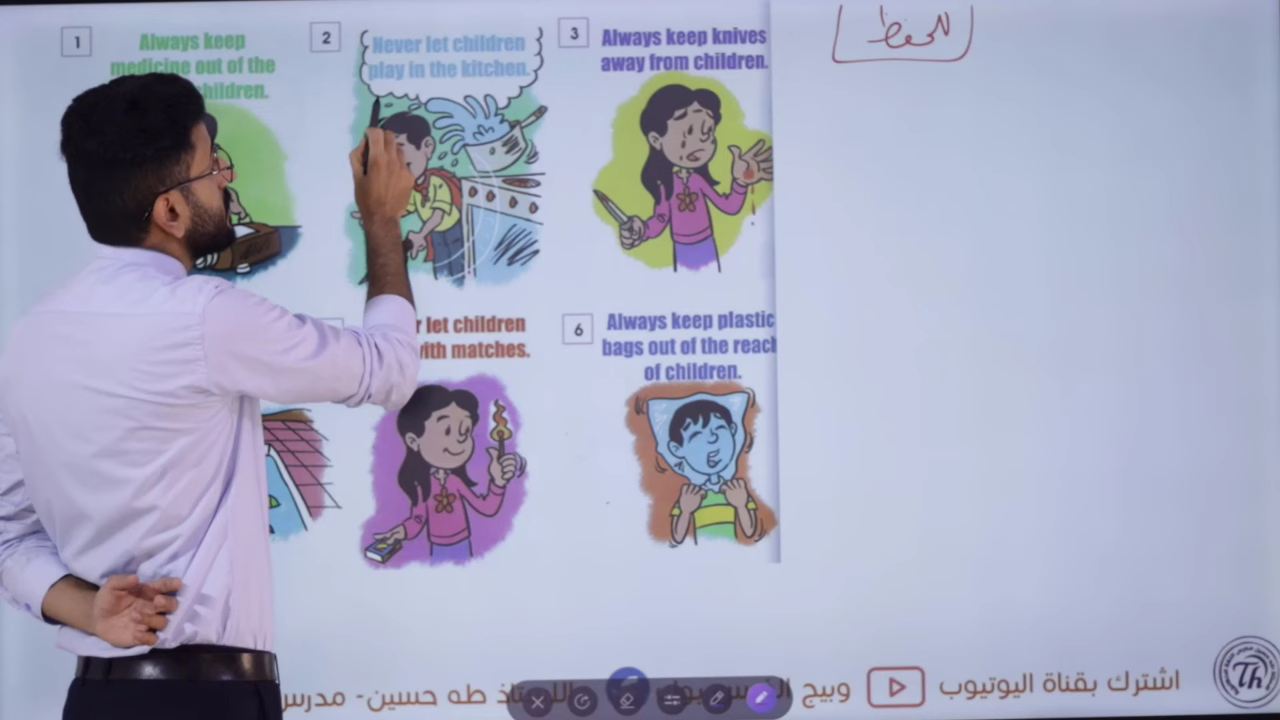 1
Always keep
medicine out of the
children.
2
Never let children
play in the kitchen.
3
Always keep knives
away from children.
للحفظ
r let children
with matches.
6
Always keep plastic
bags out of the reach
of children.
اشترك بقناة اليوتيوب
وبيج
طه حسين - مدرس
Th